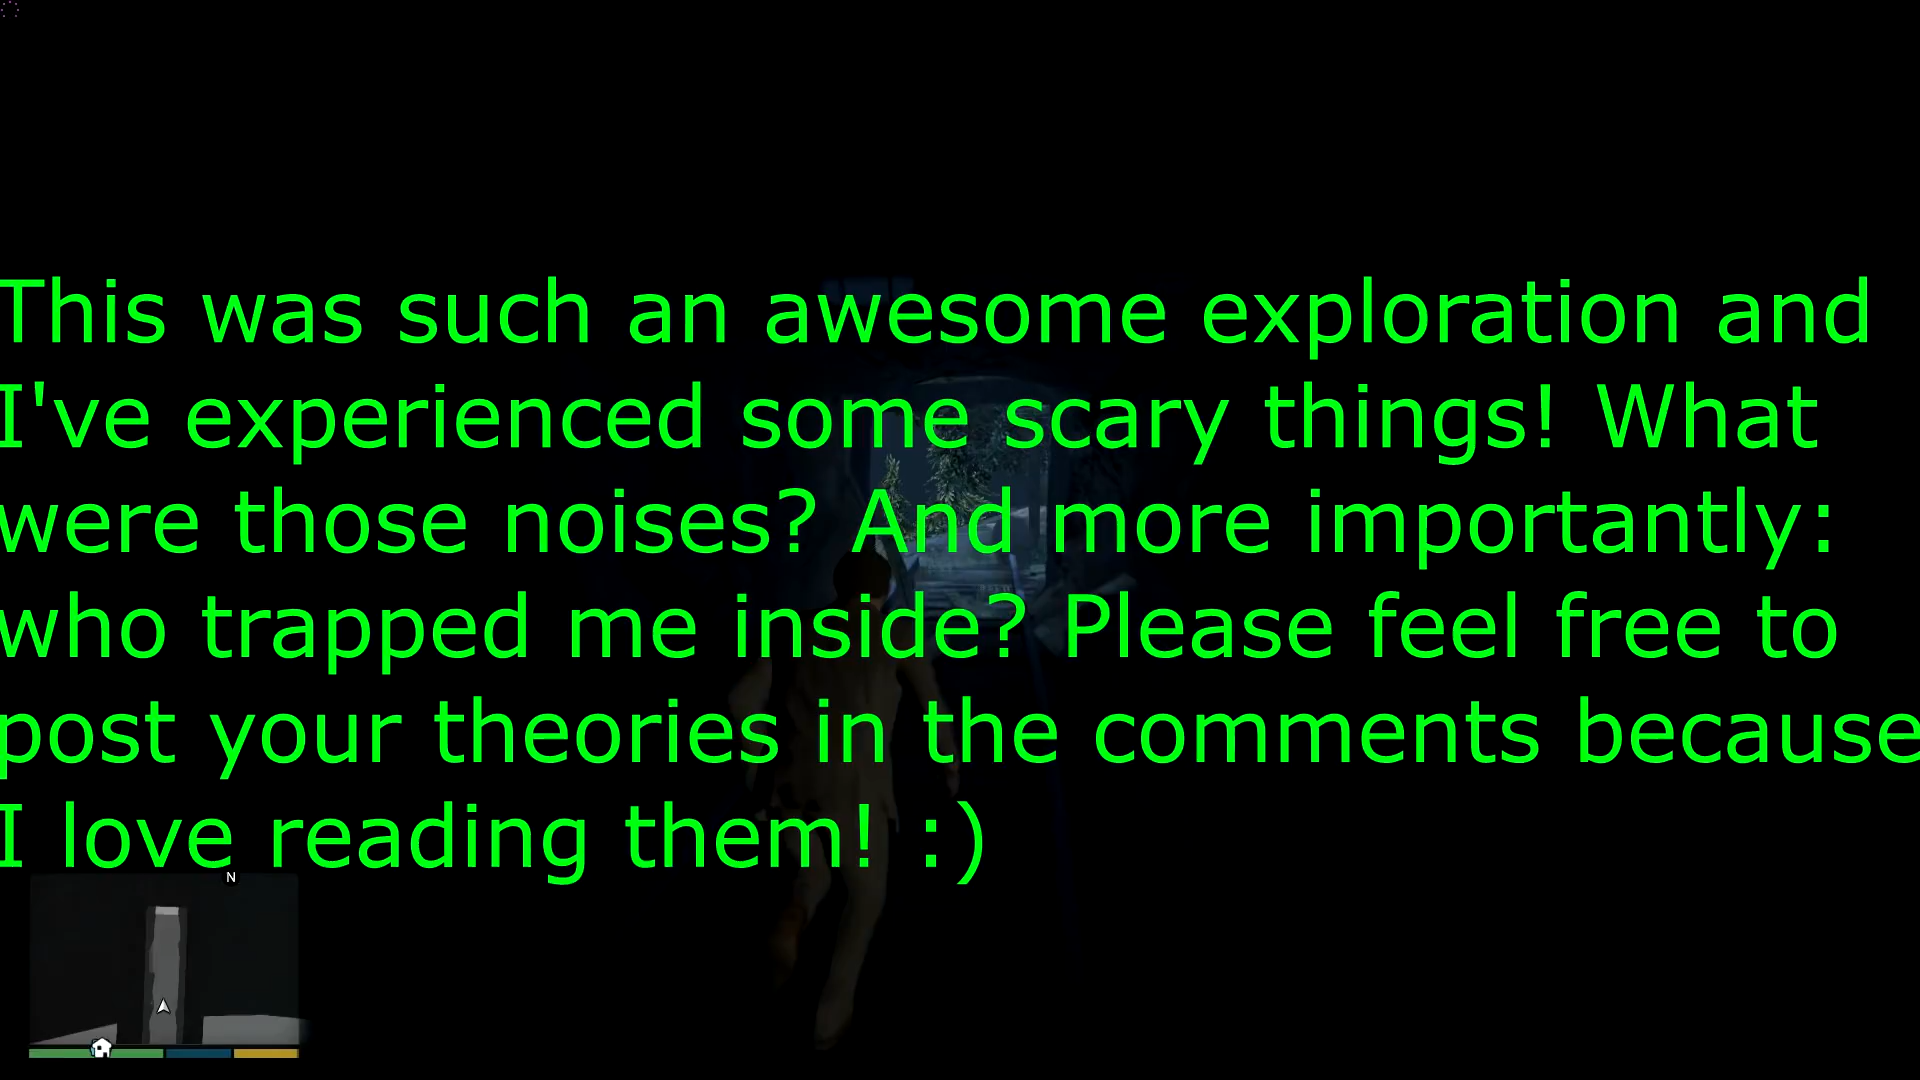 This was such an awesome exploration and
I've experienced some scary things! What
were those noises? And more importantly:
who trapped me inside? Please feel free to
post your theories in the comments because
I love reading them! :)
N